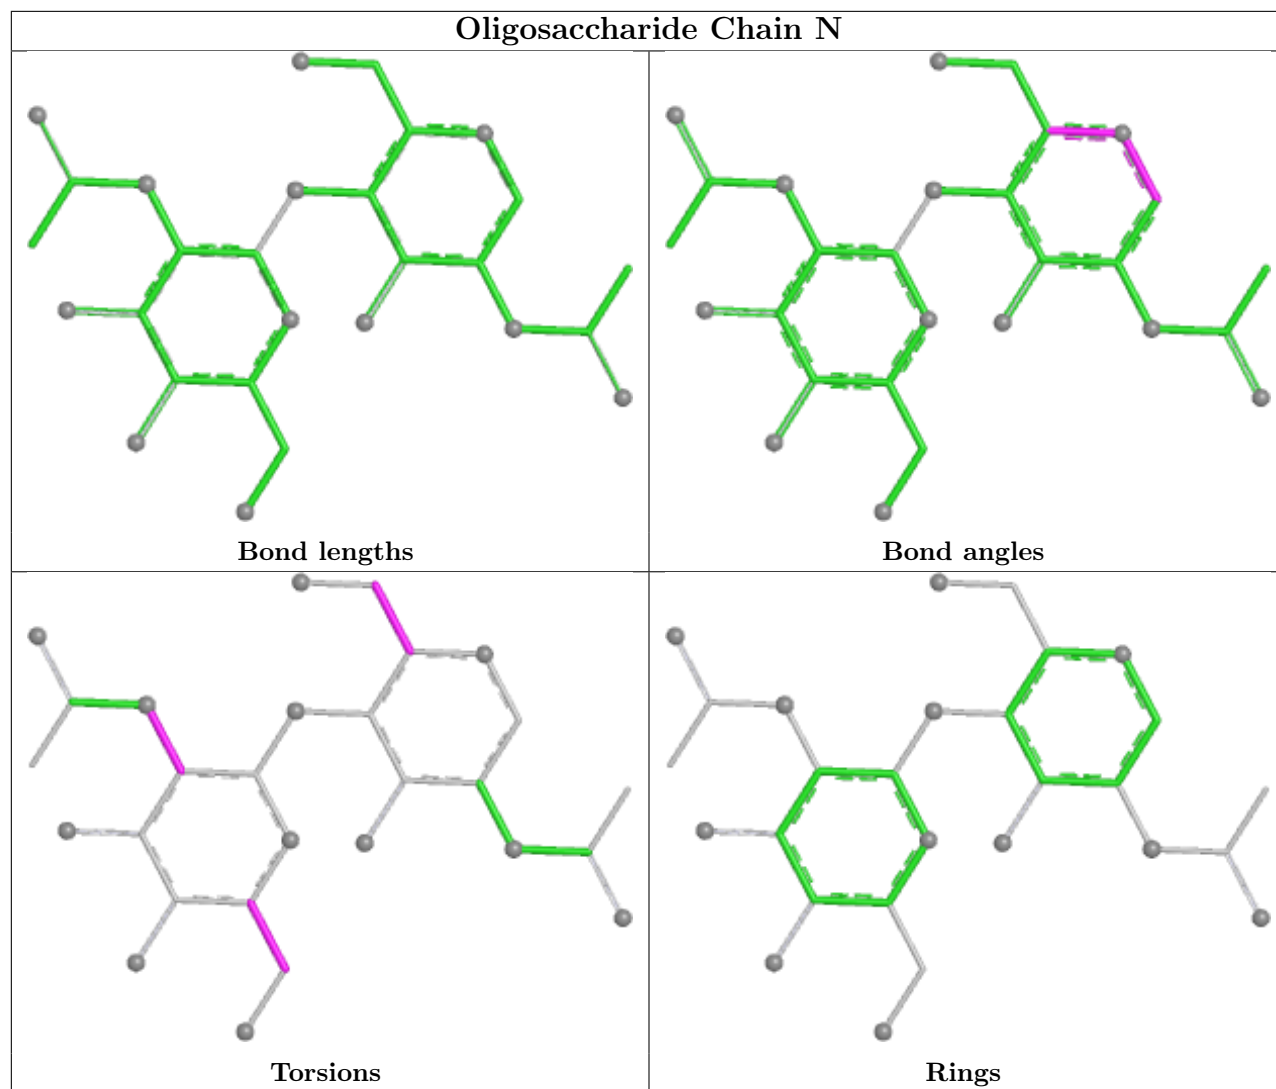 Oligosaccharide Chain N
Bond lengths
Bond angles
Torsions
Rings